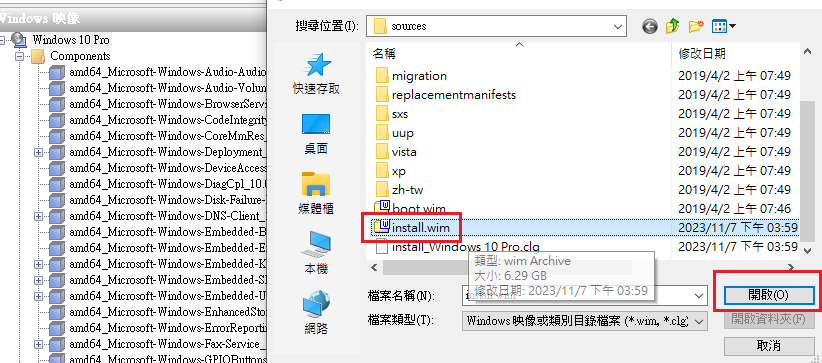 Windows 映像
Windows 10 Pro
Components
amd64_Microsoft-Windows-Audio-Audio
amd64_Microsoft-Windows-Audio-Volum
amd64_Microsoft-Windows-BrowserServi
amd64_Microsoft-Windows-CodeIntegrity
amd64_Microsoft-Windows-CoreMmRes_
amd64_Microsoft-Windows-Deployment_
amd64_Microsoft-Windows-DeviceAccess
amd64_Microsoft-Windows-DiagCpl_10.0
amd64_Microsoft-Windows-Disk-Failure-
amd64_Microsoft-Windows-DNS-Client_
amd64_Microsoft-Windows-Embedded-B
amd64_Microsoft-Windows-Embedded-E
amd64_Microsoft-Windows-Embedded-K
amd64_Microsoft-Windows-Embedded-S
amd64_Microsoft-Windows-Embedded-U
amd64_Microsoft-Windows-EnhancedStor
amd64_Microsoft-Windows-ErrorReportin
amd64_Microsoft-Windows-Fax-Service_
amd64_Microsoft-Windows-GPIOButtons
搜尋位置(I):
sources
快速存取
桌面
媒體櫃
本機
網路
名稱
修改日期
migration
2019/4/2 上午 07:49
replacementmanifests
2019/4/2 上午 07:49
sxs
2019/4/2 上午 07:49
uup
2019/4/2 上午 07:49
vista
2019/4/2 上午 07:49
xp
2019/4/2 上午 07:49
zh-tw
2019/4/2 上午 07:49
boot.wim
2019/4/2 上午 07:46
install.wim
2023/11/7 下午 03:59
install_Windows 10 Pro.clg
2023/11/7 下午 03:59
類型: wim Archive
大小: 6.29 GB
修改日期: 2023/11/7 下午 03:59
檔案名稱(N):
開啟(O)
檔案類型(T):
Windows 映像或類別目錄檔案 (*.wim, *.clg)
開啟資料夾(F)
取消